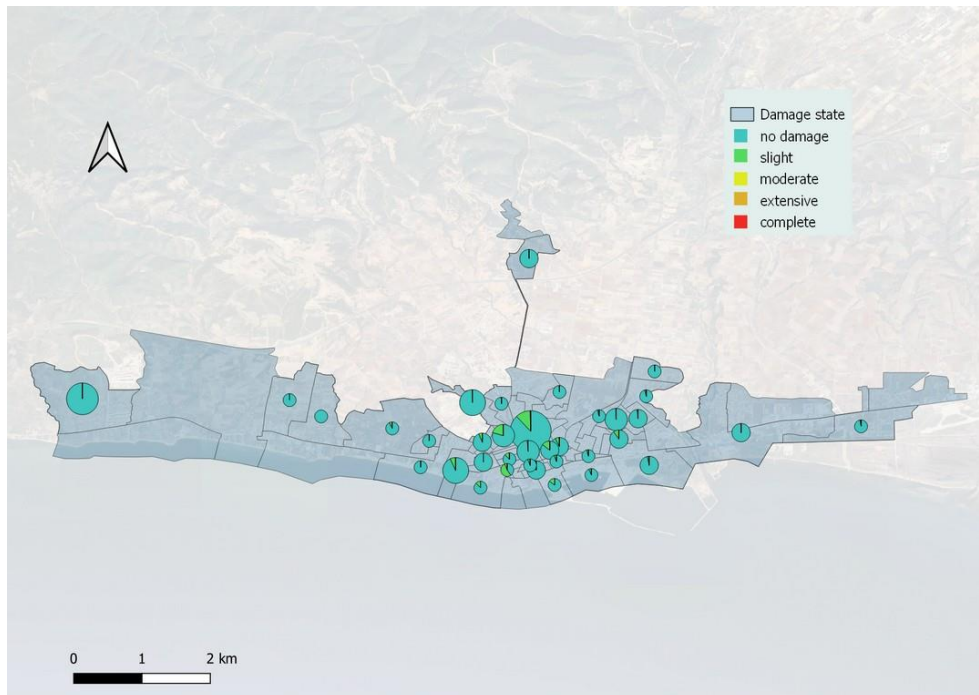 Damage state
no damage
slight
moderate
extensive
complete
0 1 2 km